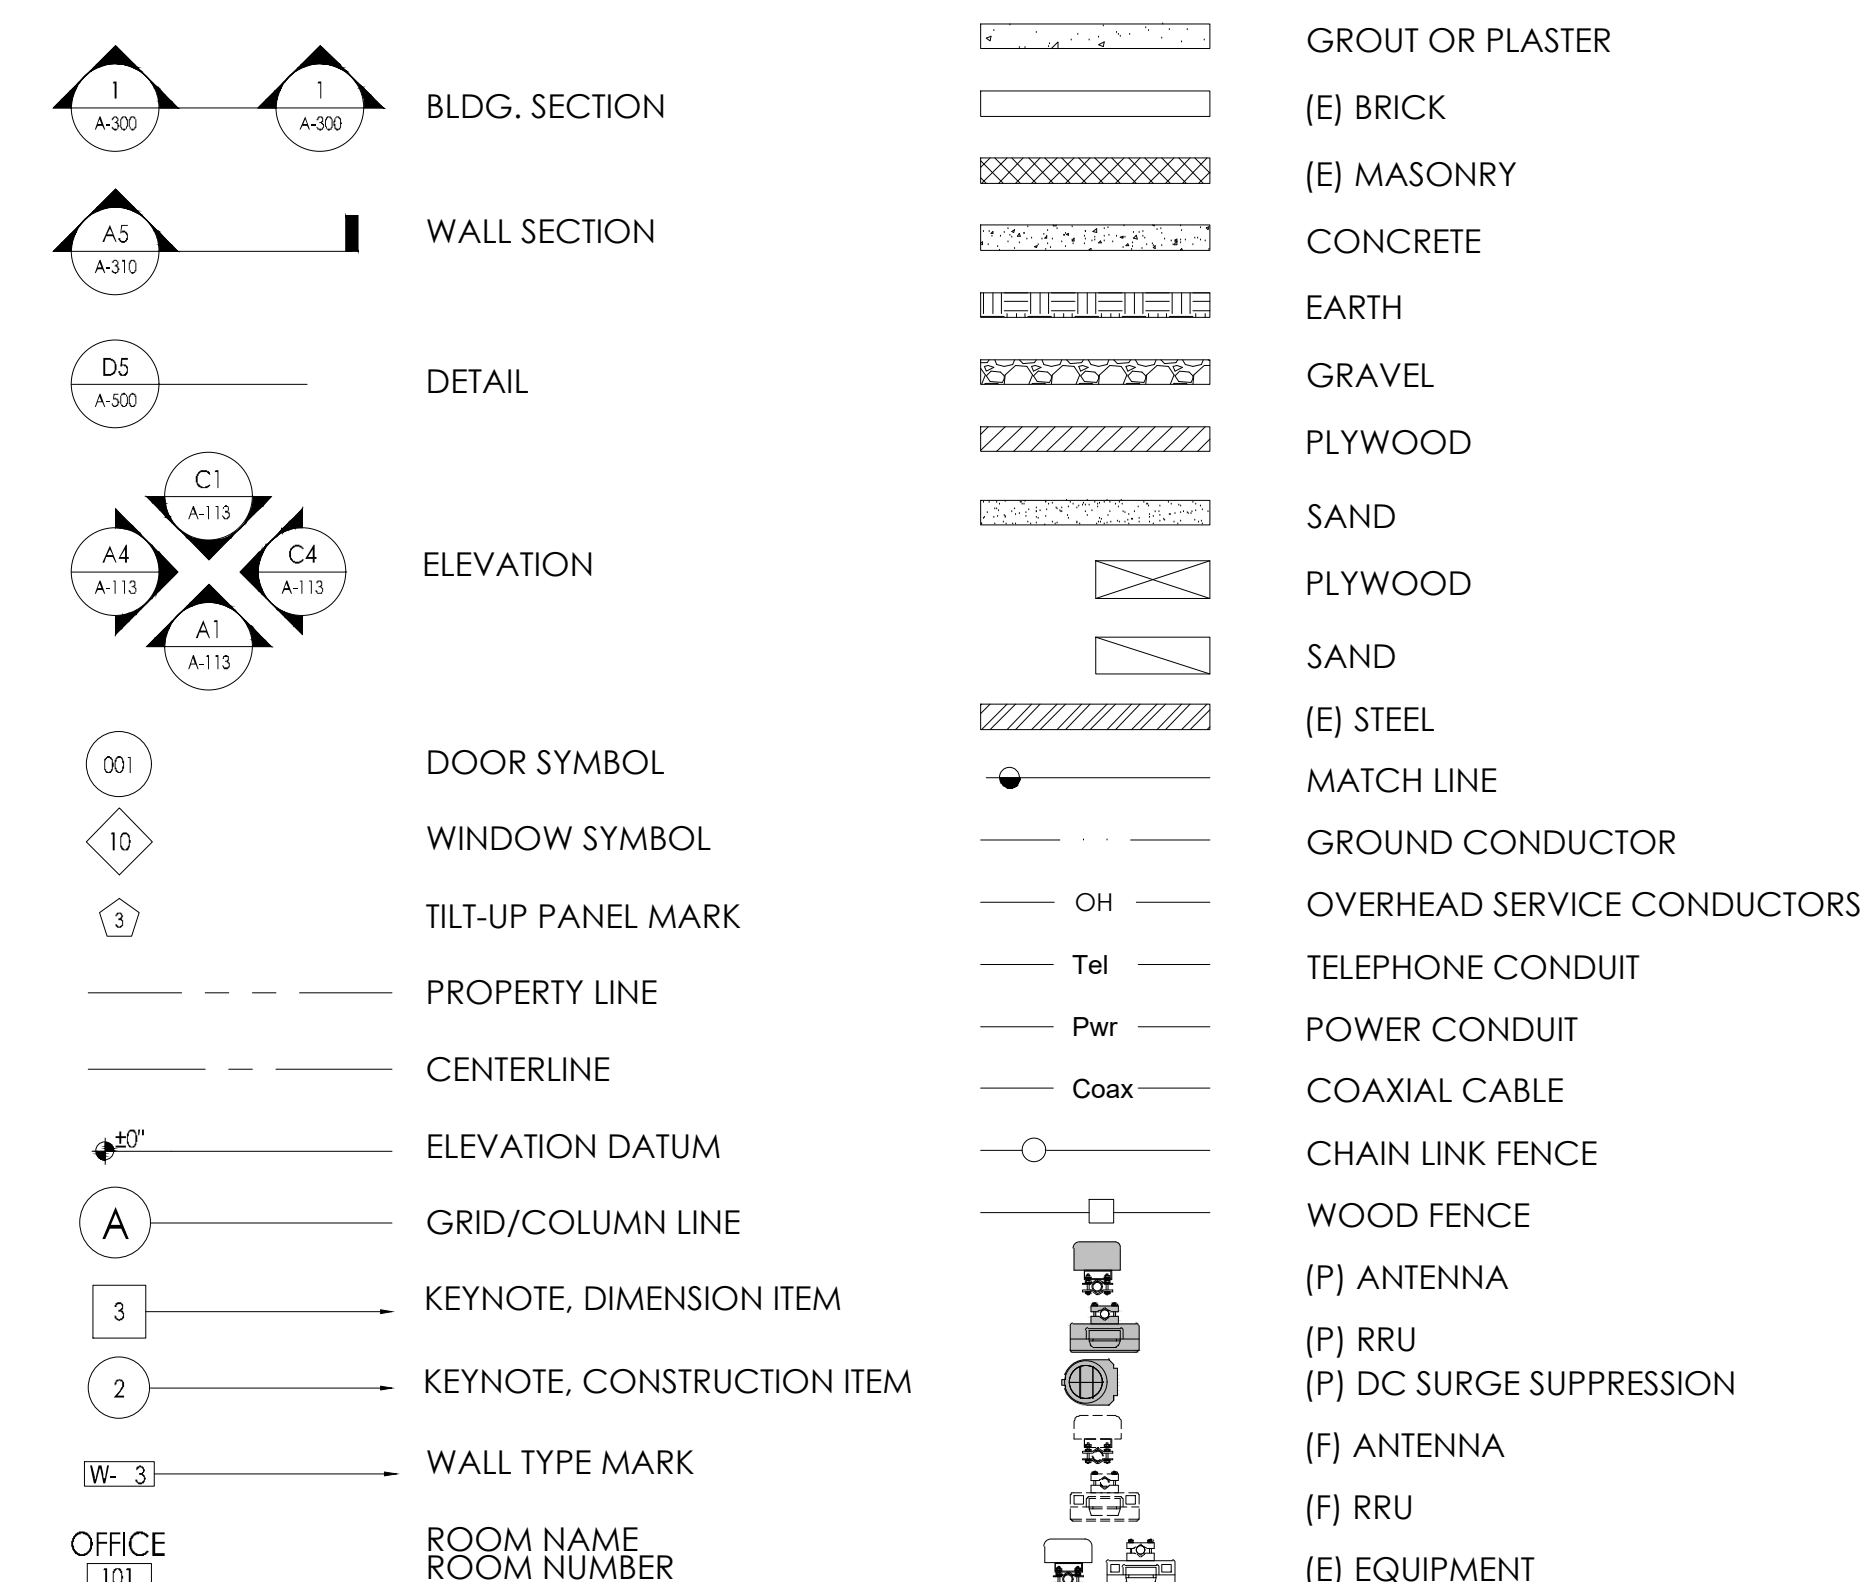 1
A-300
1
A-300
BLDG. SECTION
A5
A-310
WALL SECTION
D5
A-500
DETAIL
C1
A-113
A4
A-113
C4
A-113
A1
A-113
ELEVATION
001
DOOR SYMBOL
10
WINDOW SYMBOL
3
TILT-UP PANEL MARK
PROPERTY LINE
CENTERLINE
±0"
ELEVATION DATUM
A
GRID/COLUMN LINE
3
KEYNOTE, DIMENSION ITEM
2
KEYNOTE, CONSTRUCTION ITEM
W- 3
WALL TYPE MARK
OFFICE
101
ROOM NAME
ROOM NUMBER
GROUT OR PLASTER
(E) BRICK
(E) MASONRY
CONCRETE
EARTH
GRAVEL
PLYWOOD
SAND
PLYWOOD
SAND
(E) STEEL
MATCH LINE
GROUND CONDUCTOR
OH
OVERHEAD SERVICE CONDUCTORS
Tel
TELEPHONE CONDUIT
Pwr
POWER CONDUIT
Coax
COAXIAL CABLE
CHAIN LINK FENCE
WOOD FENCE
(P) ANTENNA
(P) RRU
(P) DC SURGE SUPPRESSION
(F) ANTENNA
(F) RRU
(E) EQUIPMENT